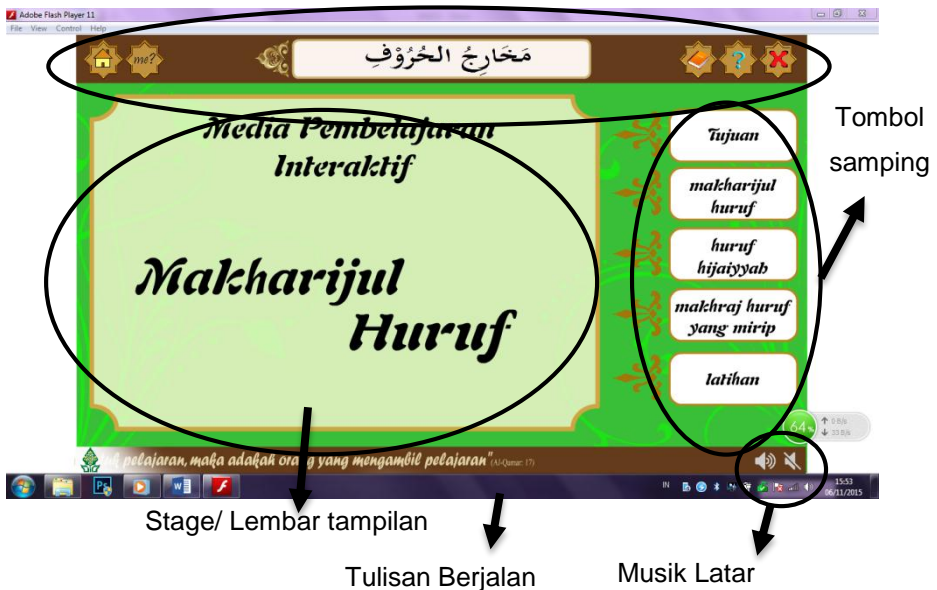 Adobe Flash Player 11
File View Control Help
me?
مَخَارِجُ الحُرُوْفِ
?
Media Pembelajaran
Interaktif
Makharijul
Huruf
Tujuan
makharijul
huruf
huruf
hijaiyyah
makhraj huruf
yang mirip
latihan
Tombol
samping
64%
0 B/s
33 B/s
pelajaran, maka adakah orang yang mengambil pelajaran" (Al-Qamar: 17)
IN
15:53
06/11/2015
Stage/ Lembar tampilan
Tulisan Berjalan
Musik Latar